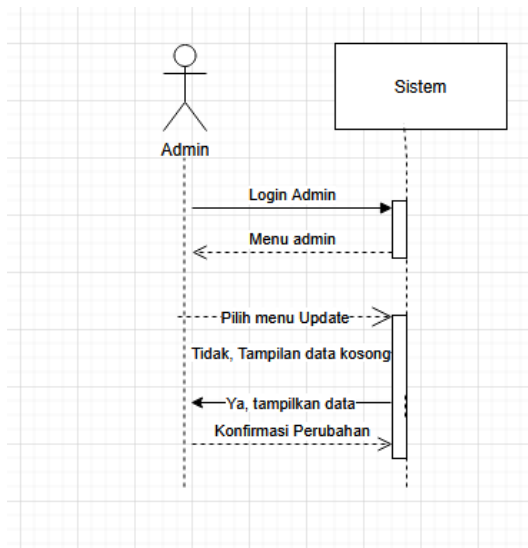 Sistem
Admin
Login Admin
Menu admin
Pilih menu Update
Tidak, Tampilan data kosong
Ya, tampilkan data
Konfirmasi Perubahan